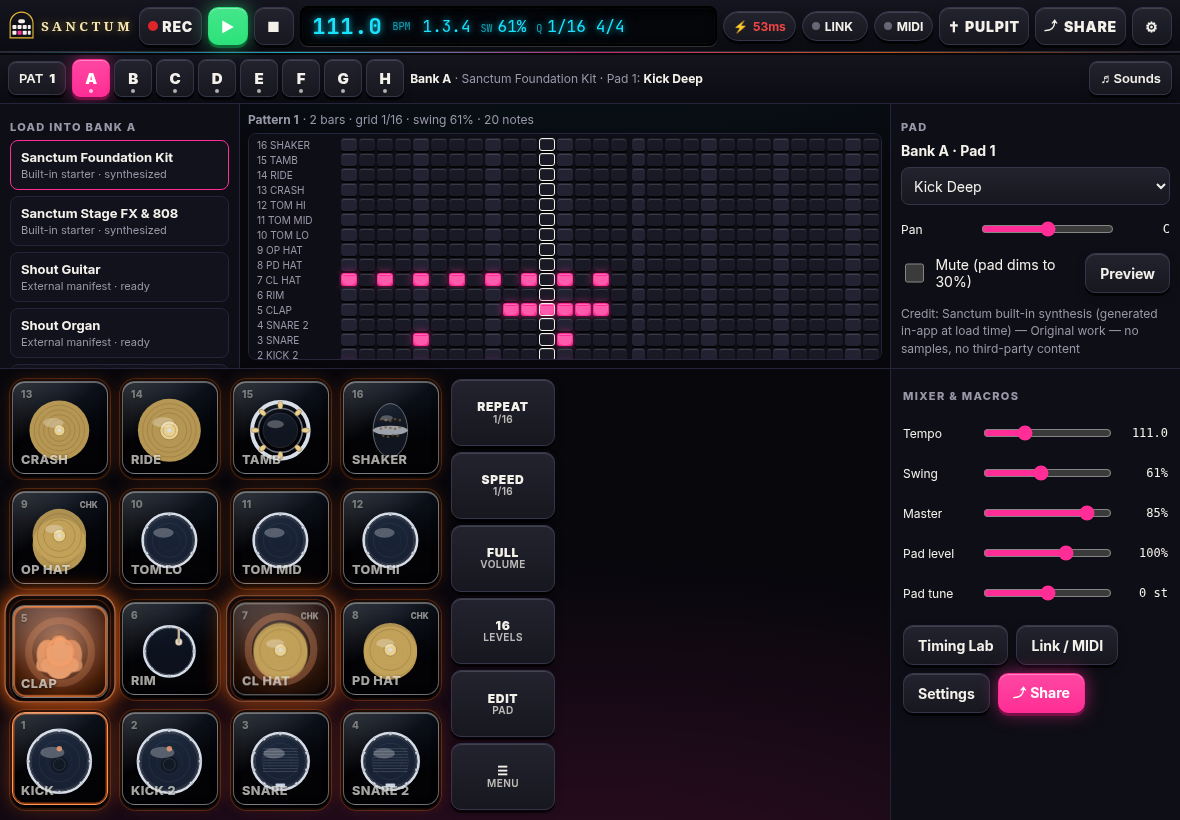 SANCTUM
REC
111.0 BPM 1.3.4 SW 61% Q 1/16 4/4
⚡ 53ms
LINK
MIDI
✝ PULPIT
⤴ SHARE
⚙
PAT 1
A
B
C
D
E
F
G
H
Bank A · Sanctum Foundation Kit · Pad 1: Kick Deep
♬ Sounds
LOAD INTO BANK A
Sanctum Foundation Kit
Built-in starter · synthesized
Sanctum Stage FX & 808
Built-in starter · synthesized
Shout Guitar
External manifest · ready
Shout Organ
External manifest · ready
Pattern 1 · 2 bars · grid 1/16 · swing 61% · 20 notes
16 SHAKER
15 TAMB
14 RIDE
13 CRASH
12 TOM HI
11 TOM MID
10 TOM LO
9 OP HAT
8 PD HAT
7 CL HAT
6 RIM
5 CLAP
4 SNARE 2
3 SNARE
2 KICK 2
PAD
Bank A · Pad 1
Kick Deep
Pan C
Mute (pad dims to
30%)
Preview
Credit: Sanctum built-in synthesis (generated
in-app at load time) — Original work — no
samples, no third-party content
13
CRASH
14
RIDE
15
TAMB
16
SHAKER
9 CHK
OP HAT
10
TOM LO
11
TOM MID
12
TOM HI
5
CLAP
6
RIM
7 CHK
CL HAT
8 CHK
PD HAT
1
KICK
2
KICK 2
3
SNARE
4
SNARE 2
REPEAT
1/16
SPEED
1/16
FULL
VOLUME
16
LEVELS
EDIT
PAD
☰
MENU
MIXER & MACROS
Tempo 111.0
Swing 61%
Master 85%
Pad level 100%
Pad tune 0 st
Timing Lab
Link / MIDI
Settings
⤴ Share